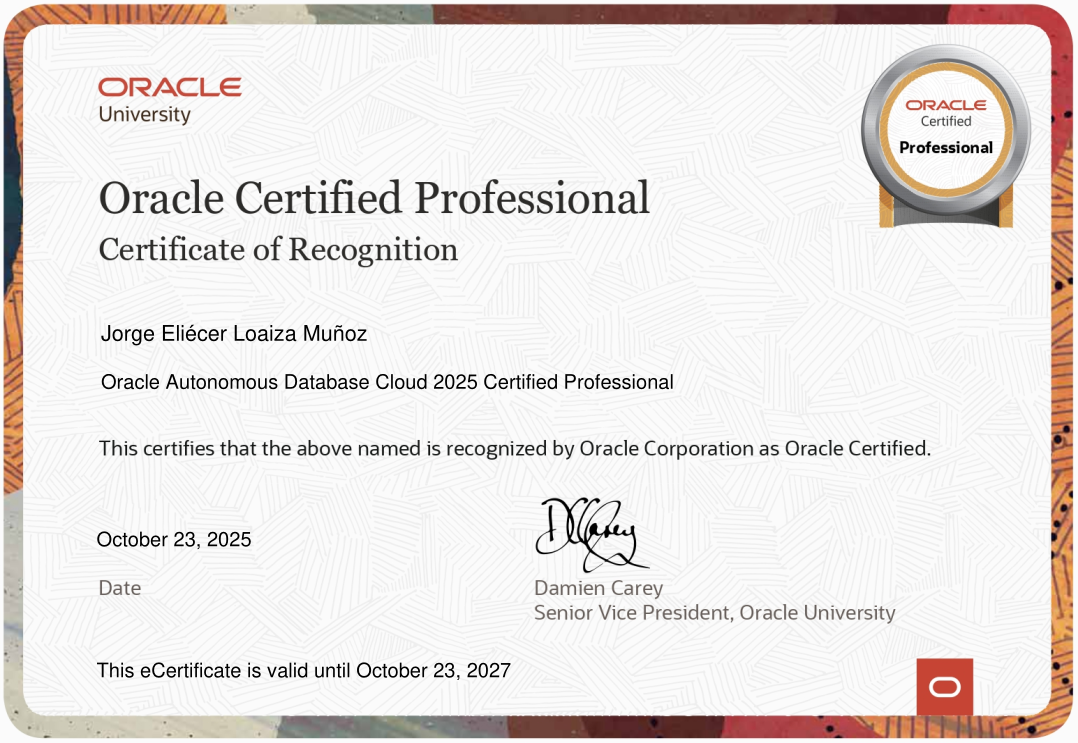 ORACLE
University
ORACLE
Certified
Professional
Oracle Certified Professional
Certificate of Recognition
Jorge Eliécer Loaiza Muñoz
Oracle Autonomous Database Cloud 2025 Certified Professional
This certifies that the above named is recognized by Oracle Corporation as Oracle Certified.
October 23, 2025
Date
DCarey
Damien Carey
Senior Vice President, Oracle University
This eCertificate is valid until October 23, 2027